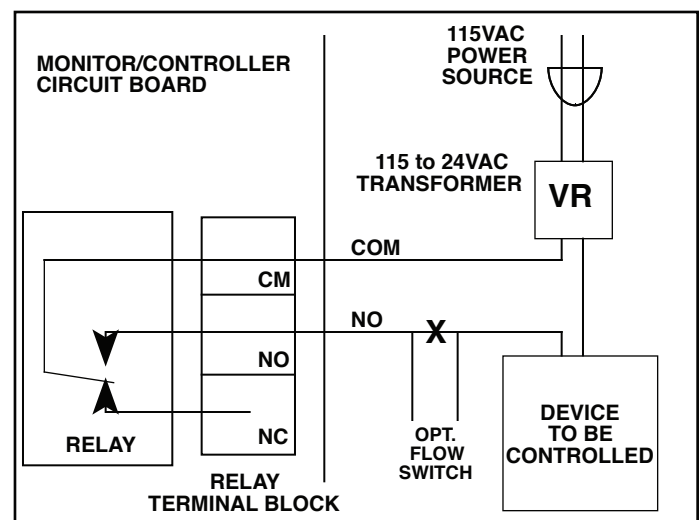 MONITOR/CONTROLLER
CIRCUIT BOARD
115VAC
POWER
SOURCE
115 to 24VAC
TRANSFORMER
VR
COM
CM
NO
X
NO
NC
RELAY
RELAY
TERMINAL BLOCK
OPT.
FLOW
SWITCH
DEVICE
TO BE
CONTROLLED